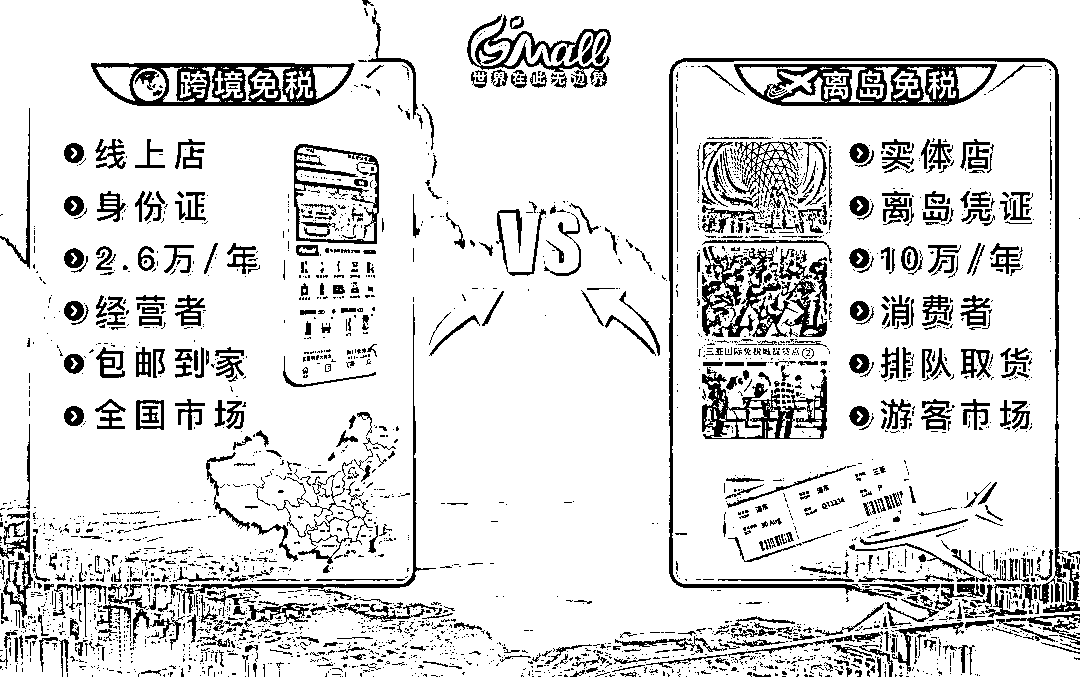 Gmall
世界在此无边界
跨境免税
线上店
身份证
2.6万/年
经营者
包邮到家
全国市场
VS
离岛免税
实体店
离岛凭证
10万/年
消费者
排队取货
游客市场
三亚国际免税城提货点②